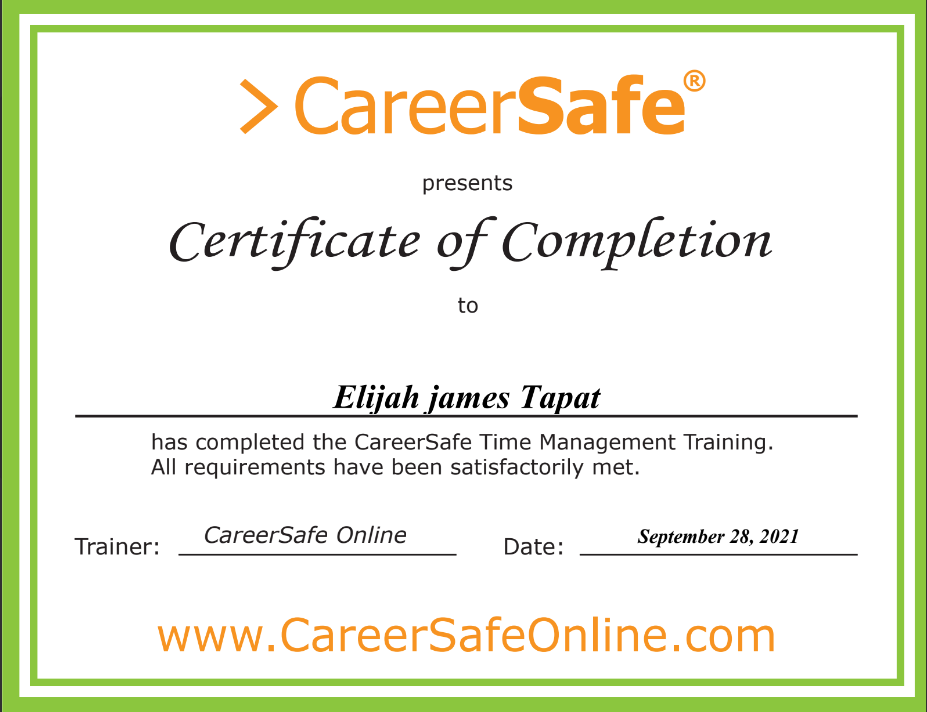 > CareerSafe®
presents
Certificate of Completion
to
Elijah james Tapat
has completed the CareerSafe Time Management Training.
All requirements have been satisfactorily met.
Trainer: CareerSafe Online Date: September 28, 2021
www.CareerSafeOnline.com